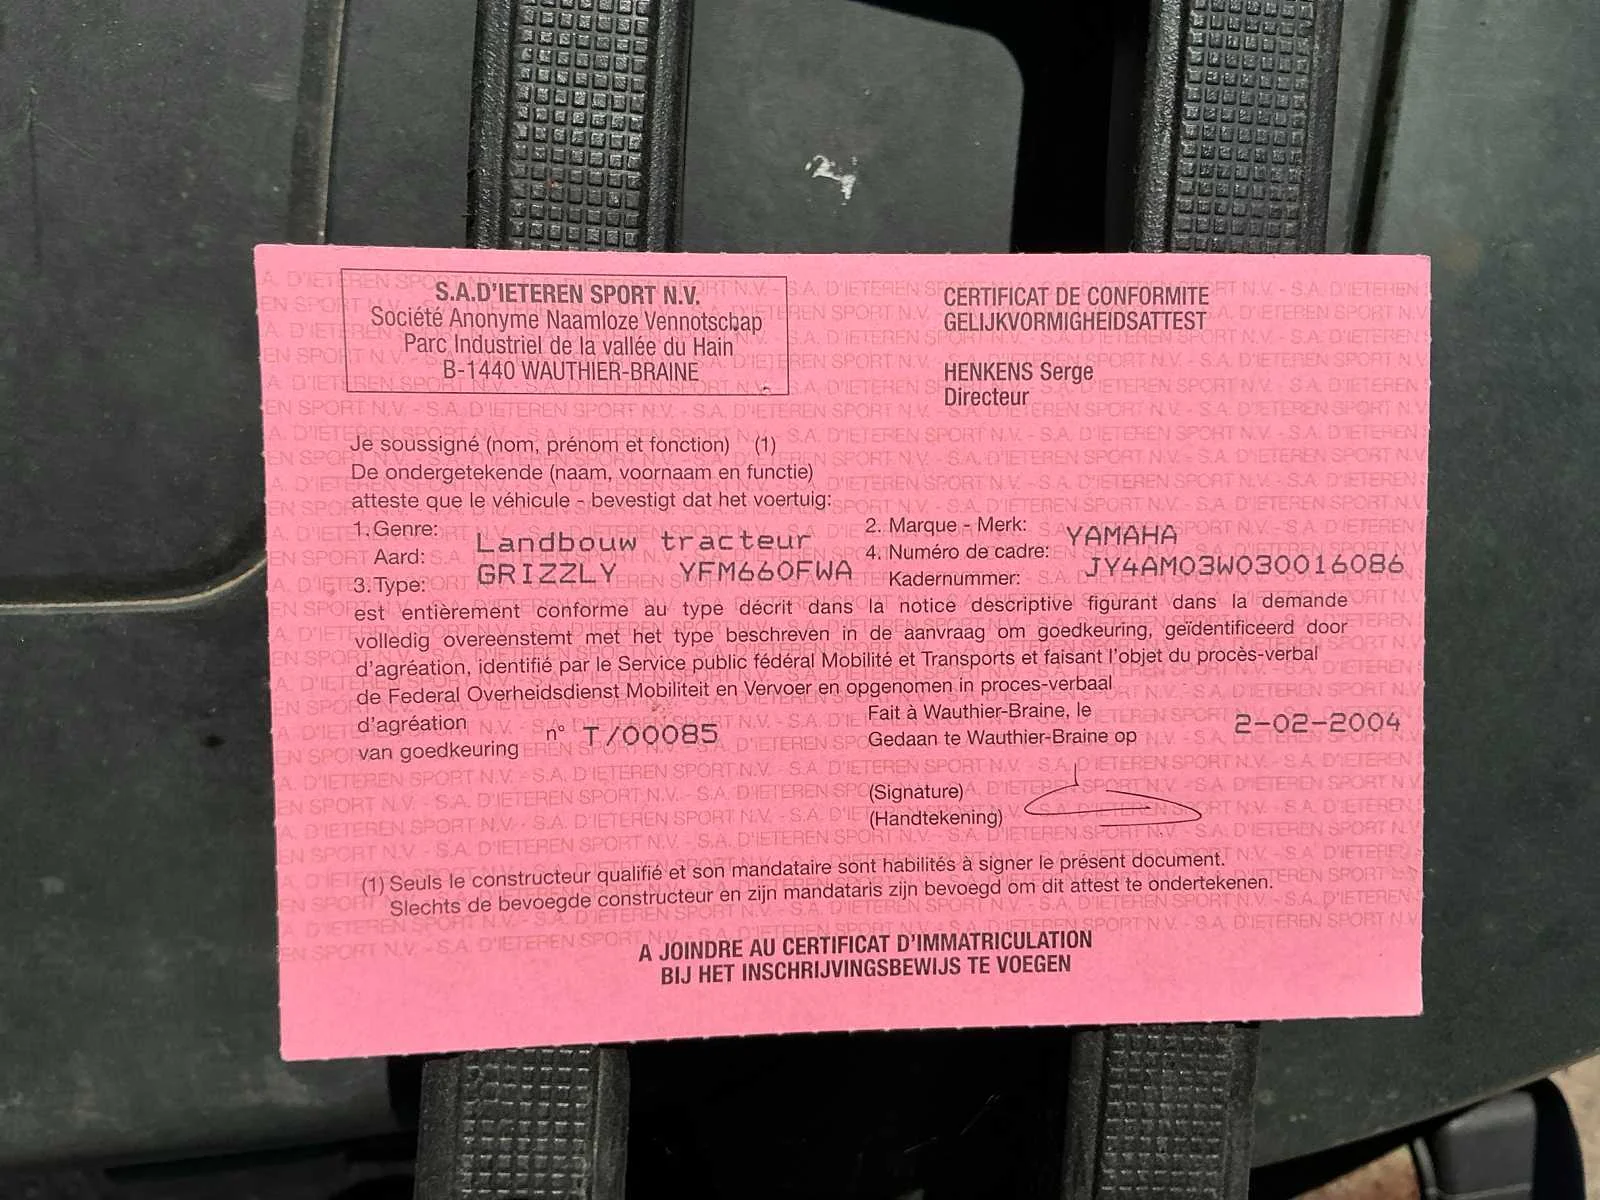 S.A.D'IETEREN SPORT N.V.
Société Anonyme Naamloze Vennotschap
Parc Industriel de la vallée du Hain
B-1440 WAUTHIER-BRAINE
CERTIFICAT DE CONFORMITE
GELIJKVORMIGHEIDSATTEST
HENKENS Serge
Directeur
Je soussigné (nom, prénom et fonction) (1)
De ondergetekende (naam, voornaam en functie)
atteste que le véhicule - bevestigt dat het voertuig:
1. Genre:
Aard:
Landbouw tracteur
2. Marque - Merk: YAMAHA
3. Type: GRIZZLY YFM660FWA
4. Numéro de cadre:
Kadernummer:
JY4AM03W030016086
est entièrement conforme au type décrit dans la notice descriptive figurant dans la demande
volledig overeenstemt met het type beschreven in de aanvraag om goedkeuring, geïdentificeerd door
d'agréation, identifié par le Service public fédéral Mobilité et Transports et faisant l'objet du procès-verbal
de Federal Overheidsdienst Mobiliteit en Vervoer en opgenomen in proces-verbaal
d'agréation
van goedkeuring
n° T/00085
Fait à Wauthier-Braine, le
Gedaan te Wauthier-Braine op
2-02-2004
(Signature)
(Handtekening)
(1) Seuls le constructeur qualifié et son mandataire sont habilités à signer le présent document.
Slechts de bevoegde constructeur en zijn mandataris zijn bevoegd om dit attest te ondertekenen.
A JOINDRE AU CERTIFICAT D'IMMATRICULATION
BIJ HET INSCHRIJVINGSBEWIJS TE VOEGEN